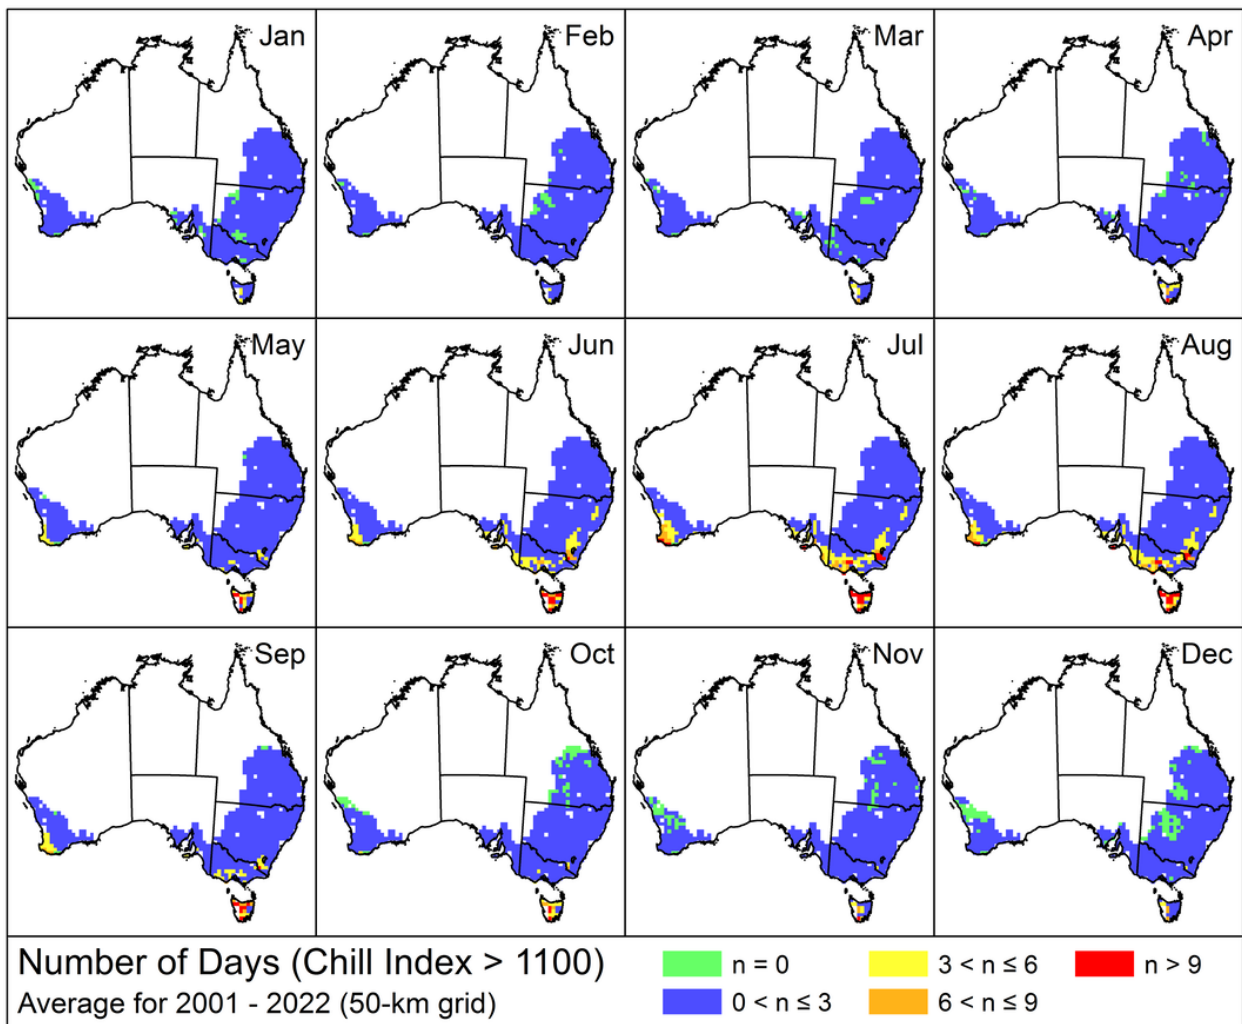 Jan
Feb
Mar
Apr
May
Jun
Jul
Aug
Sep
Oct
Nov
Dec
Number of Days (Chill Index > 1100)
Average for 2001 - 2022 (50-km grid)
n = 0
3 < n ≤ 6
n > 9
0 < n ≤ 3
6 < n ≤ 9